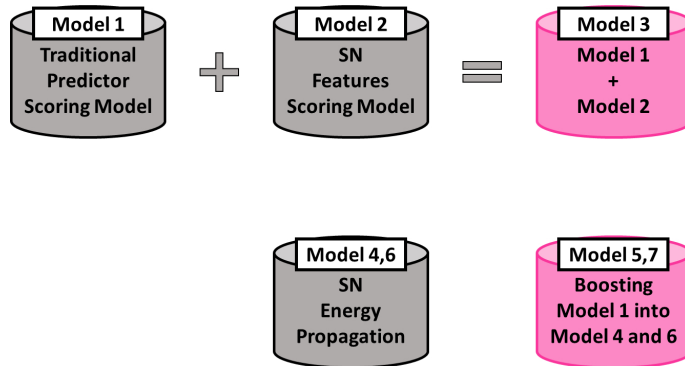 Model 1
Traditional
Predictor
Scoring Model
+
Model 2
SN
Features
Scoring Model
=
Model 3
Model 1
+
Model 2
Model 4,6
SN
Energy
Propagation
Model 5,7
Boosting
Model 1 into
Model 4 and 6